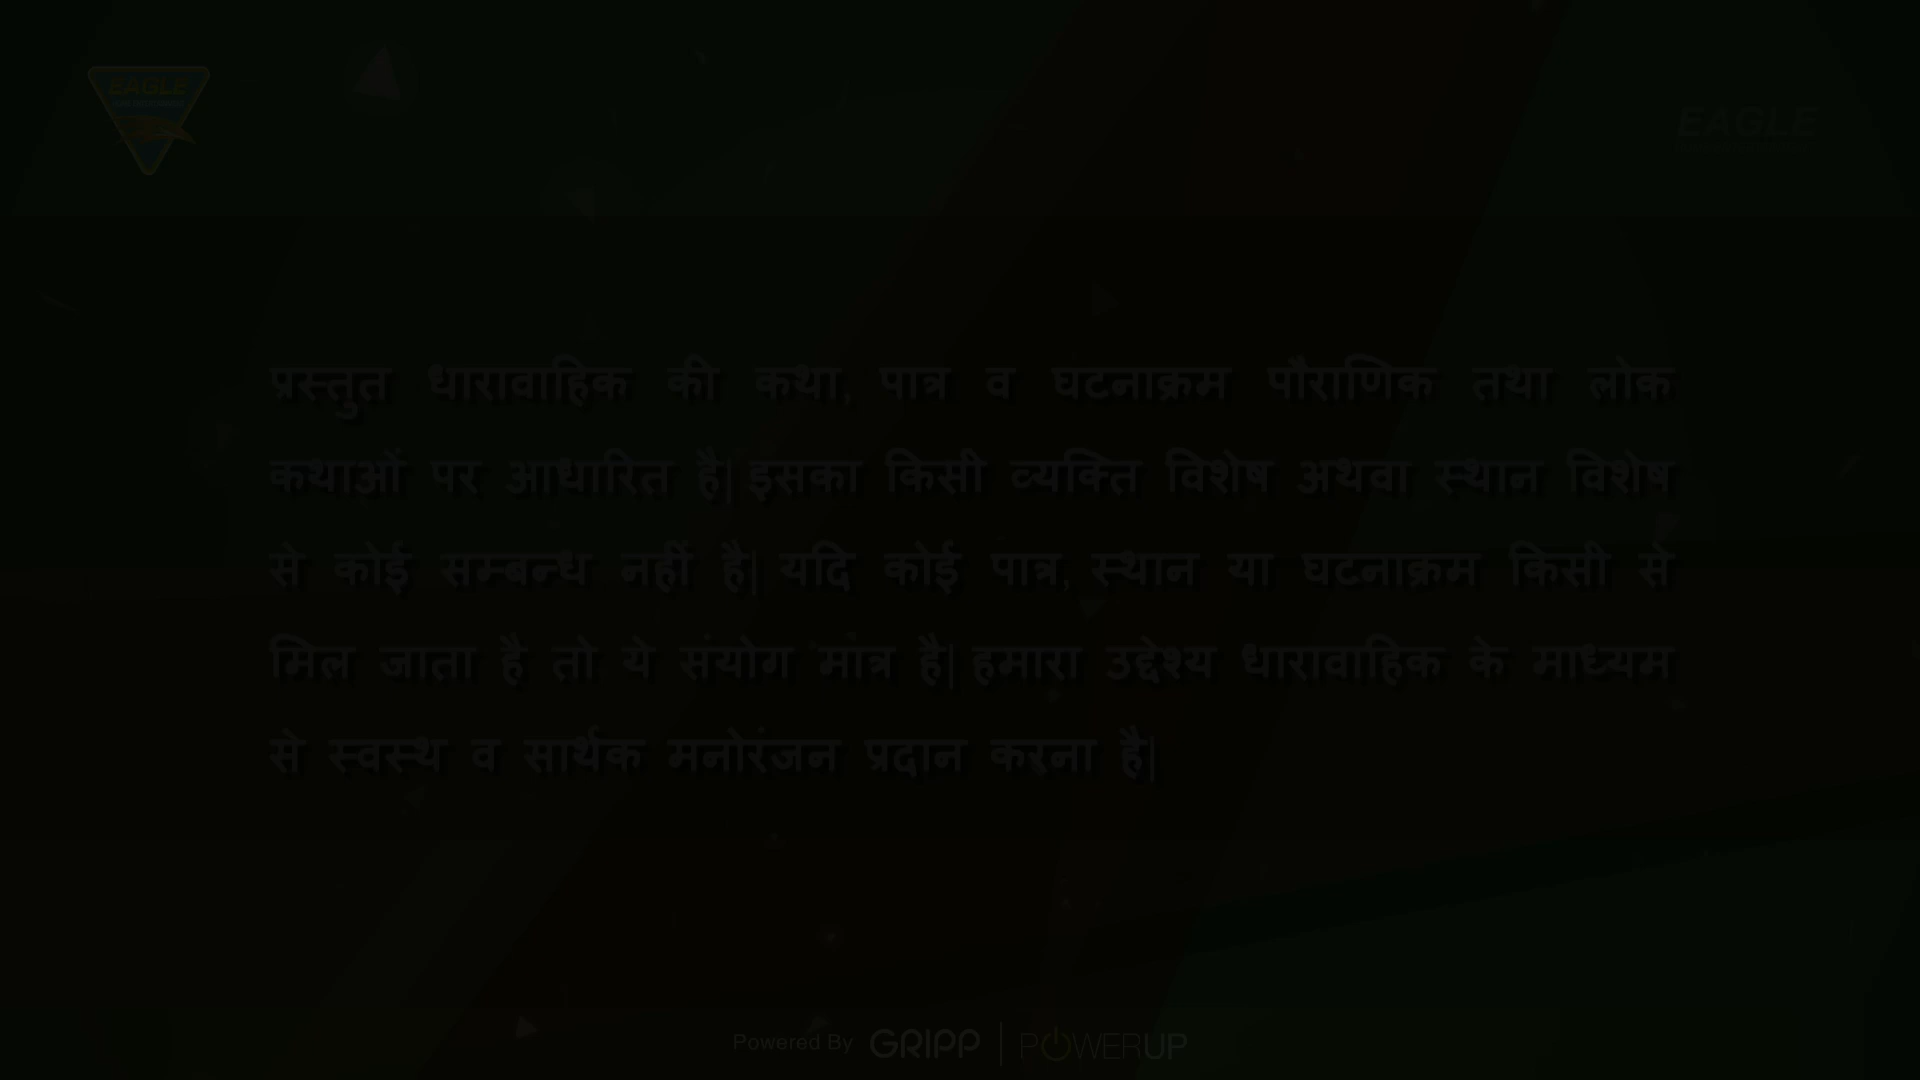 EAGLE
EAGLE
प्रस्तुत धारावाहिक की कथा, पात्र व घटनाक्रम पौराणिक तथा लोक
कथाओं पर आधारित है| इसका किसी व्यक्ति विशेष अथवा स्थान विशेष
से कोई सम्बन्ध नहीं है| यदि कोई पात्र, स्थान या घटनाक्रम किसी से
मिल जाता है तो ये संयोग मात्र है| हमारा उद्देश्य धारावाहिक के माध्यम
से स्वस्थ व सार्थक मनोरंजन प्रदान करना है|
Powered By GRIPP | POWERUP